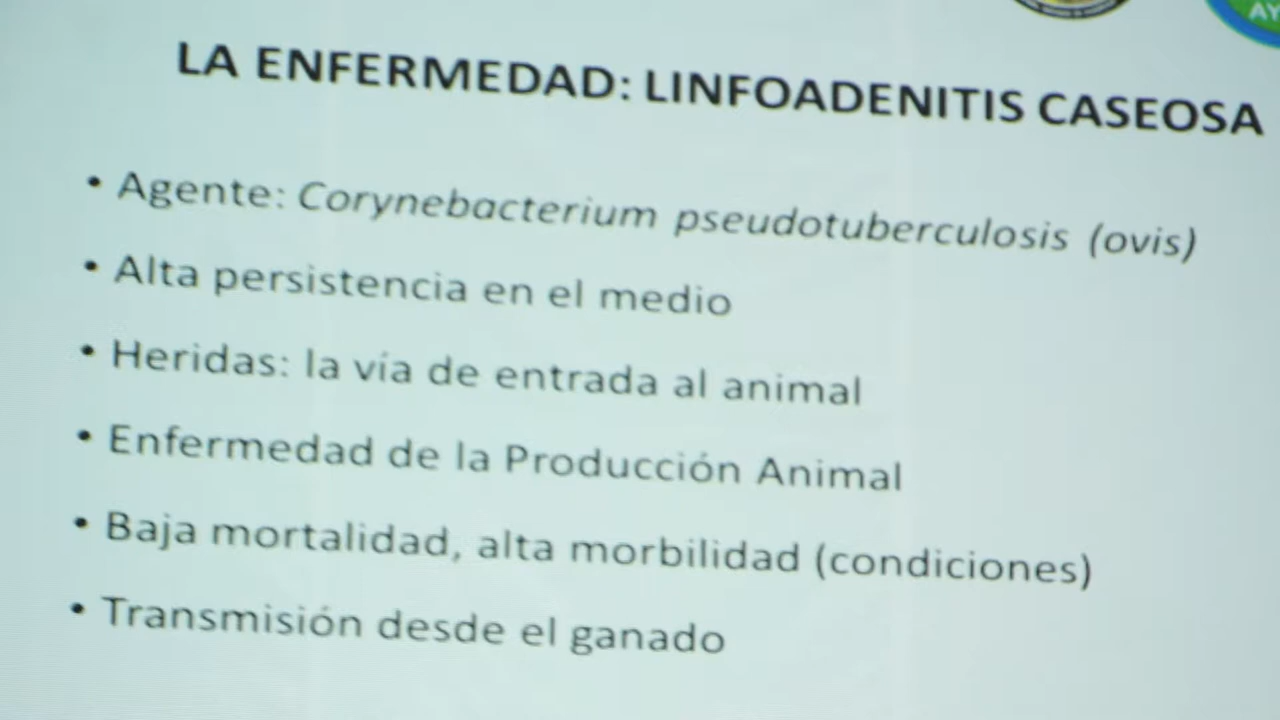 AY
LA ENFERMEDAD: LINFOADENITIS CASEOSA
• Agente: Corynebacterium pseudotuberculosis (ovis)
• Alta persistencia en el medio
• Heridas: la vía de entrada al animal
• Enfermedad de la Producción Animal
• Baja mortalidad, alta morbilidad (condiciones)
• Transmisión desde el ganado